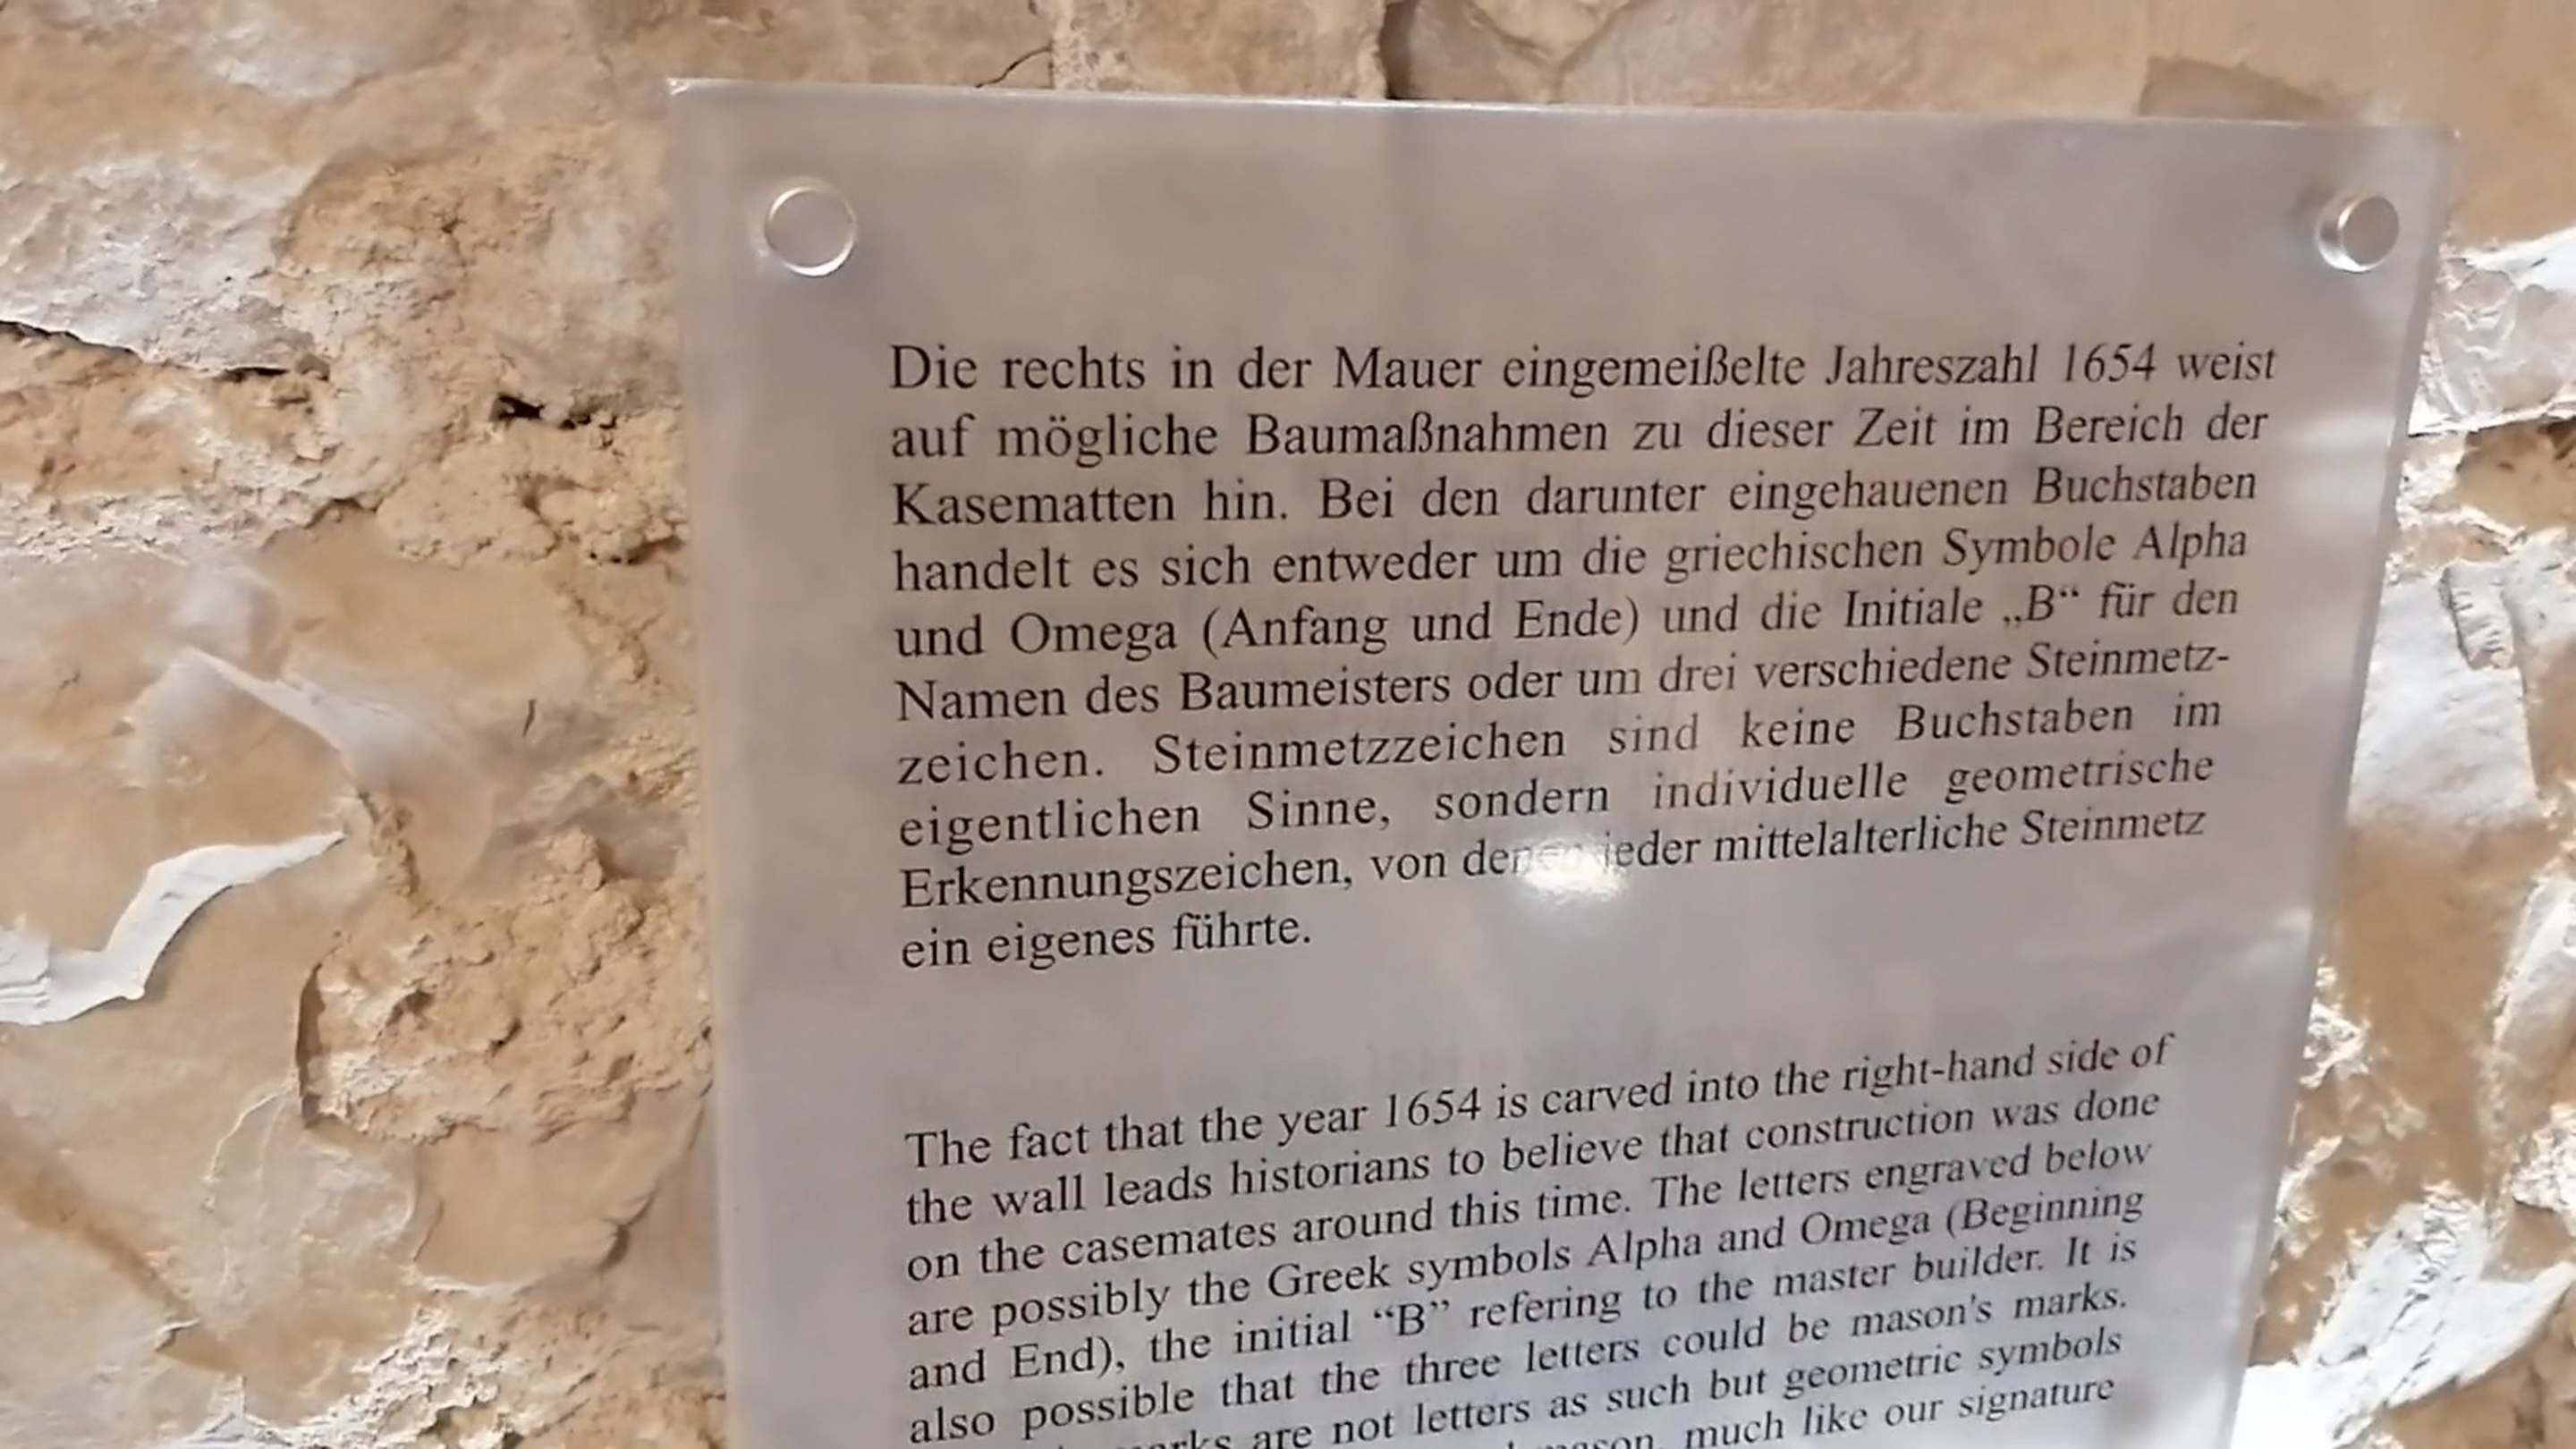 Die rechts in der Mauer eingemeißelte Jahreszahl 1654 weist
auf mögliche Baumaßnahmen zu dieser Zeit im Bereich der
Kasematten hin. Bei den darunter eingehauenen Buchstaben
handelt es sich entweder um die griechischen Symbole Alpha
und Omega (Anfang und Ende) und die Initiale „B“ für den
Namen des Baumeisters oder um drei verschiedene Steinmetz-
zeichen. Steinmetzzeichen sind keine Buchstaben im
eigentlichen Sinne, sondern individuelle geometrische
Erkennungszeichen, von jeder mittelalterliche Steinmetz
ein eigenes führte.
The fact that the year 1654 is carved into the right-hand side of
the wall leads historians to believe that construction was done
on the casemates around this time. The letters engraved below
are possibly the Greek symbols Alpha and Omega (Beginning
and End), the initial “B” refering to the master builder. It is
also possible that the three letters could be mason's marks.
are not letters as such but geometric symbols
much like our signature